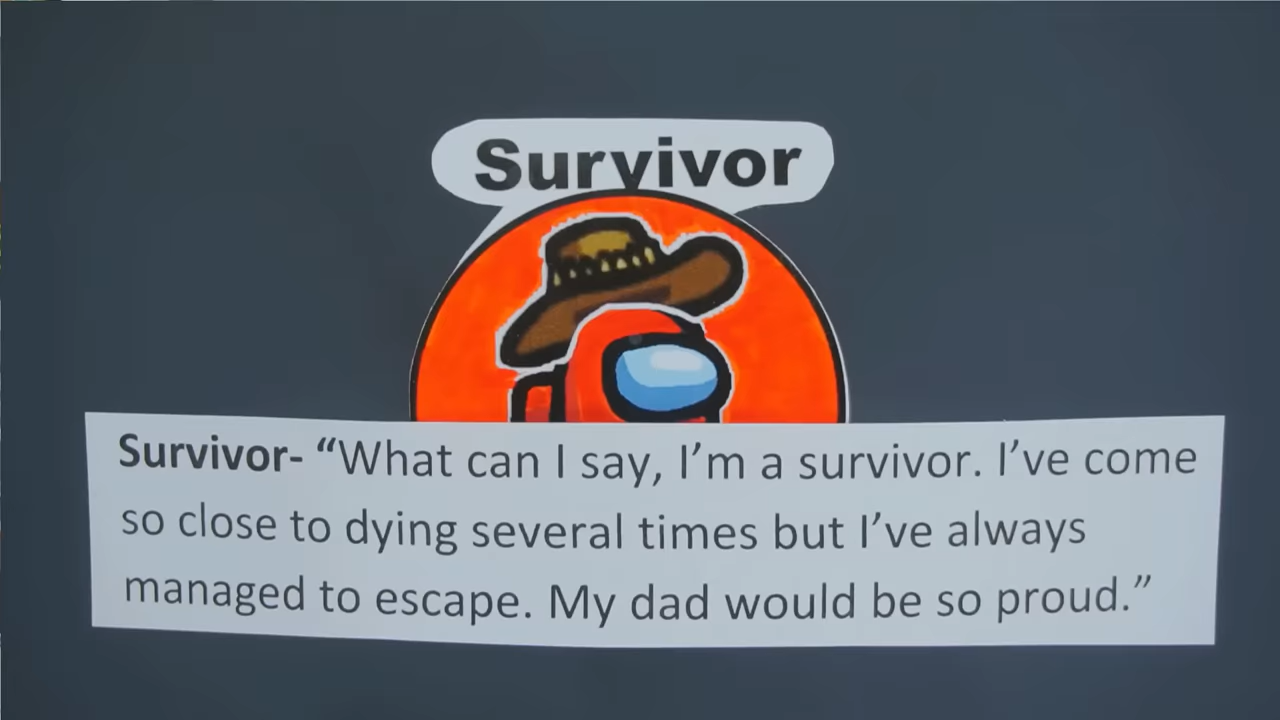 Survivor
Survivor- “What can I say, I’m a survivor. I’ve come
so close to dying several times but I’ve always
managed to escape. My dad would be so proud.”